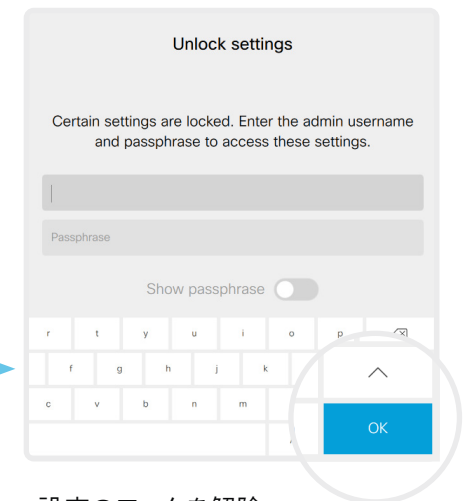 Unlock settings
Certain settings are locked. Enter the admin username
and passphrase to access these settings.
Passphrase
Show passphrase
r t y u i o p
f g h j k
c v b n m
OK